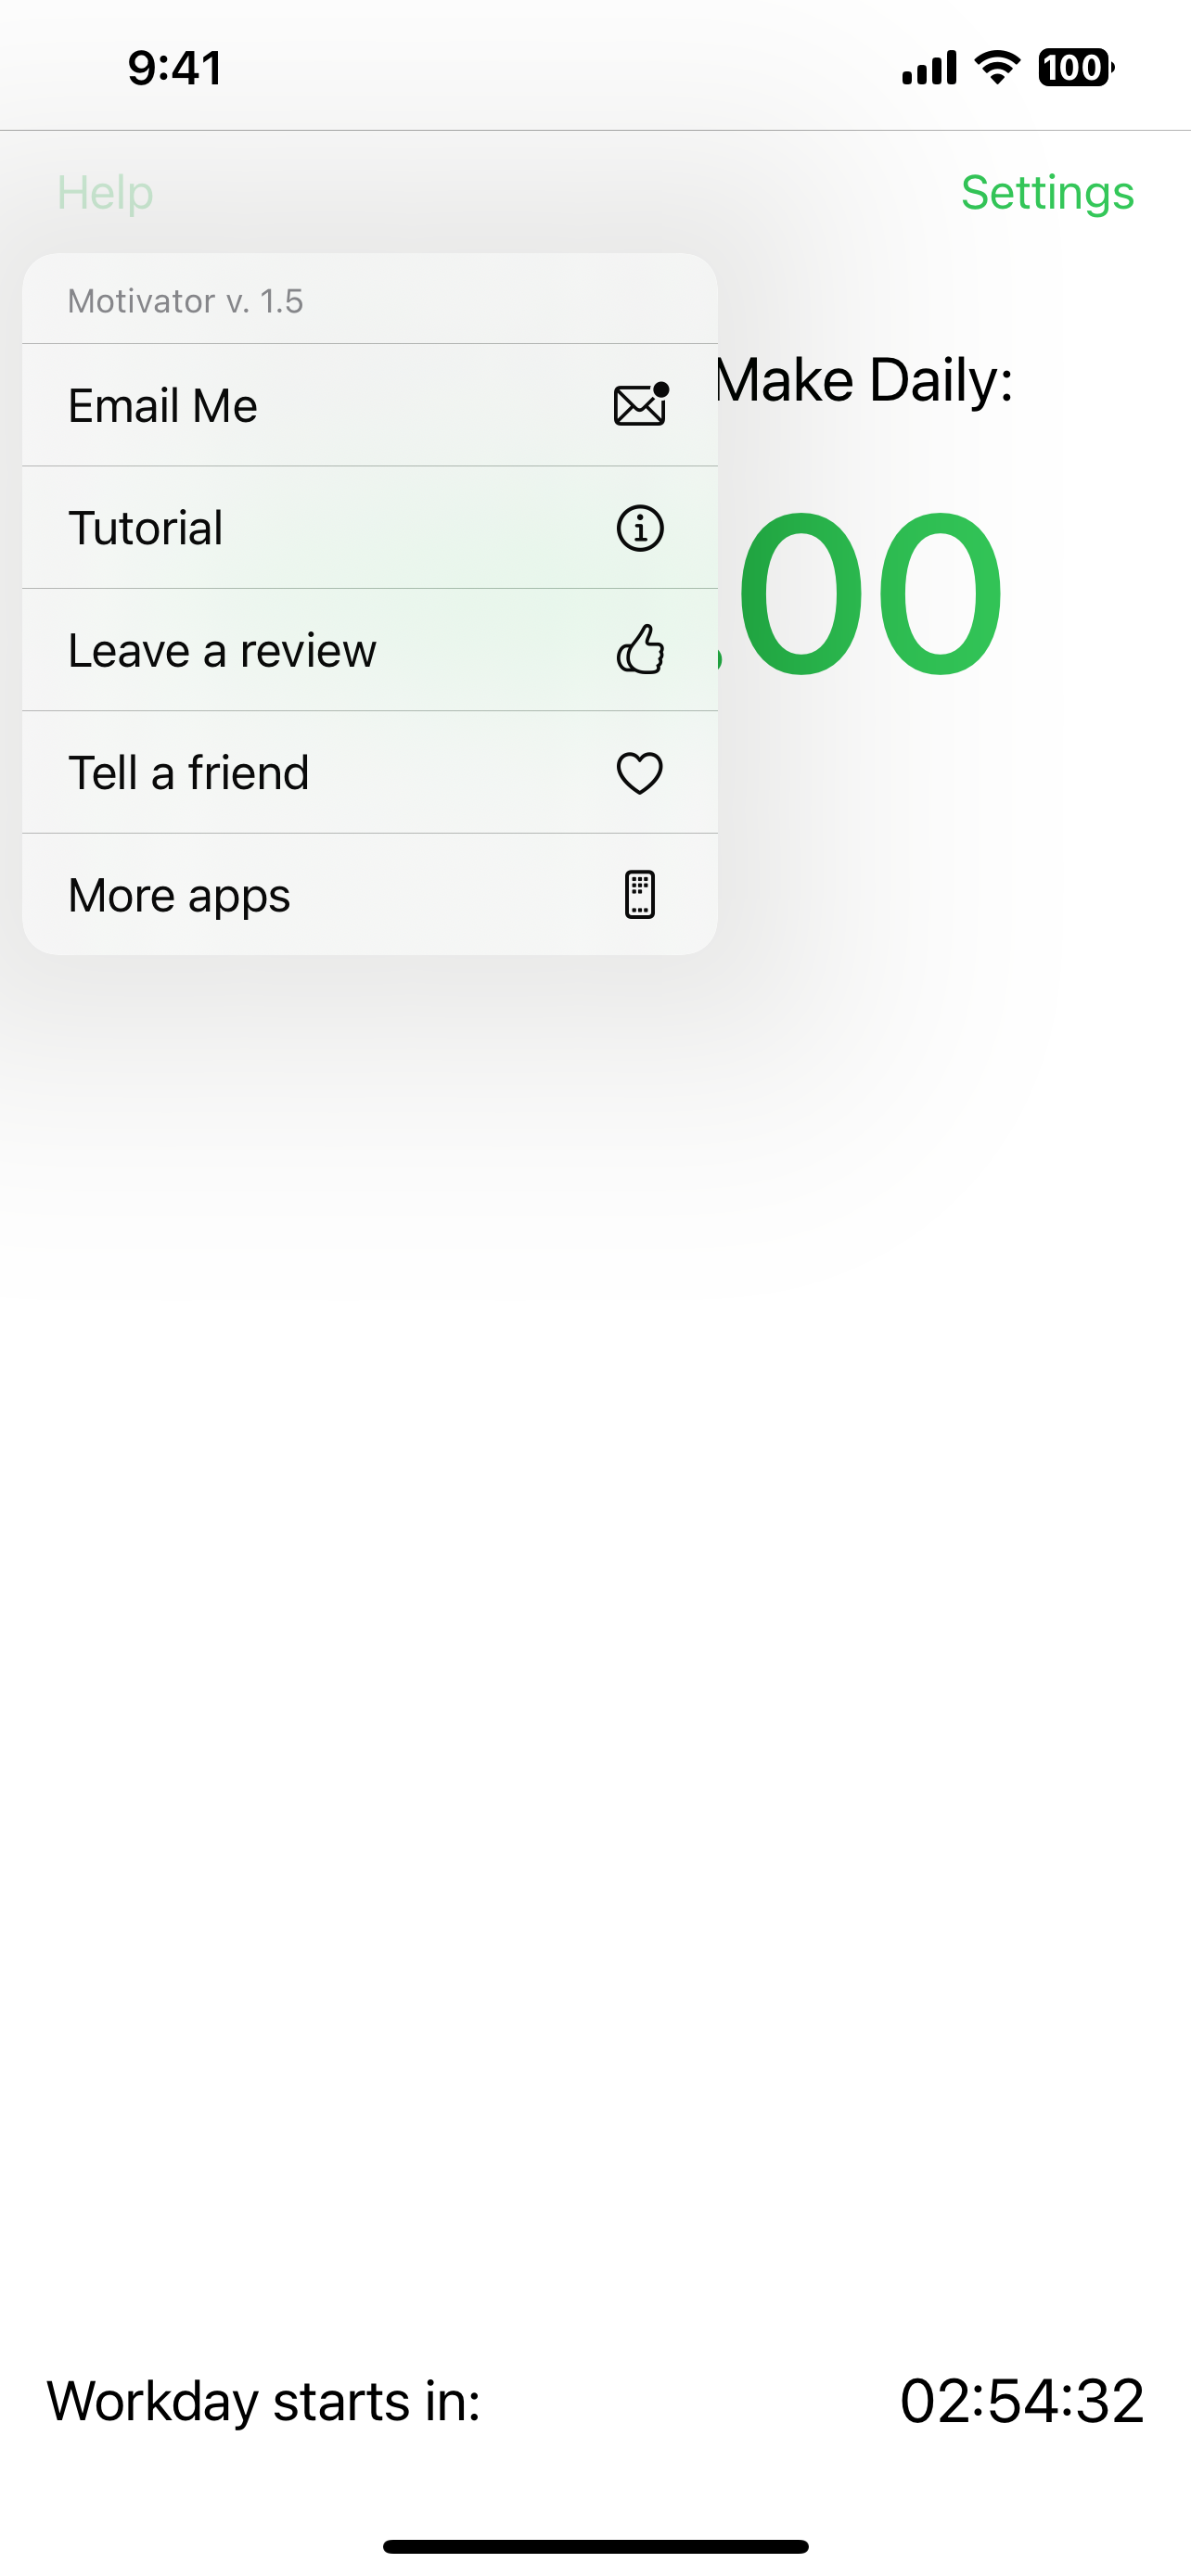 9:41
100
Help
Settings
Motivator v. 1.5
Email Me
Make Daily:
Tutorial
.00
Leave a review
Tell a friend
More apps
Workday starts in:
02:54:32